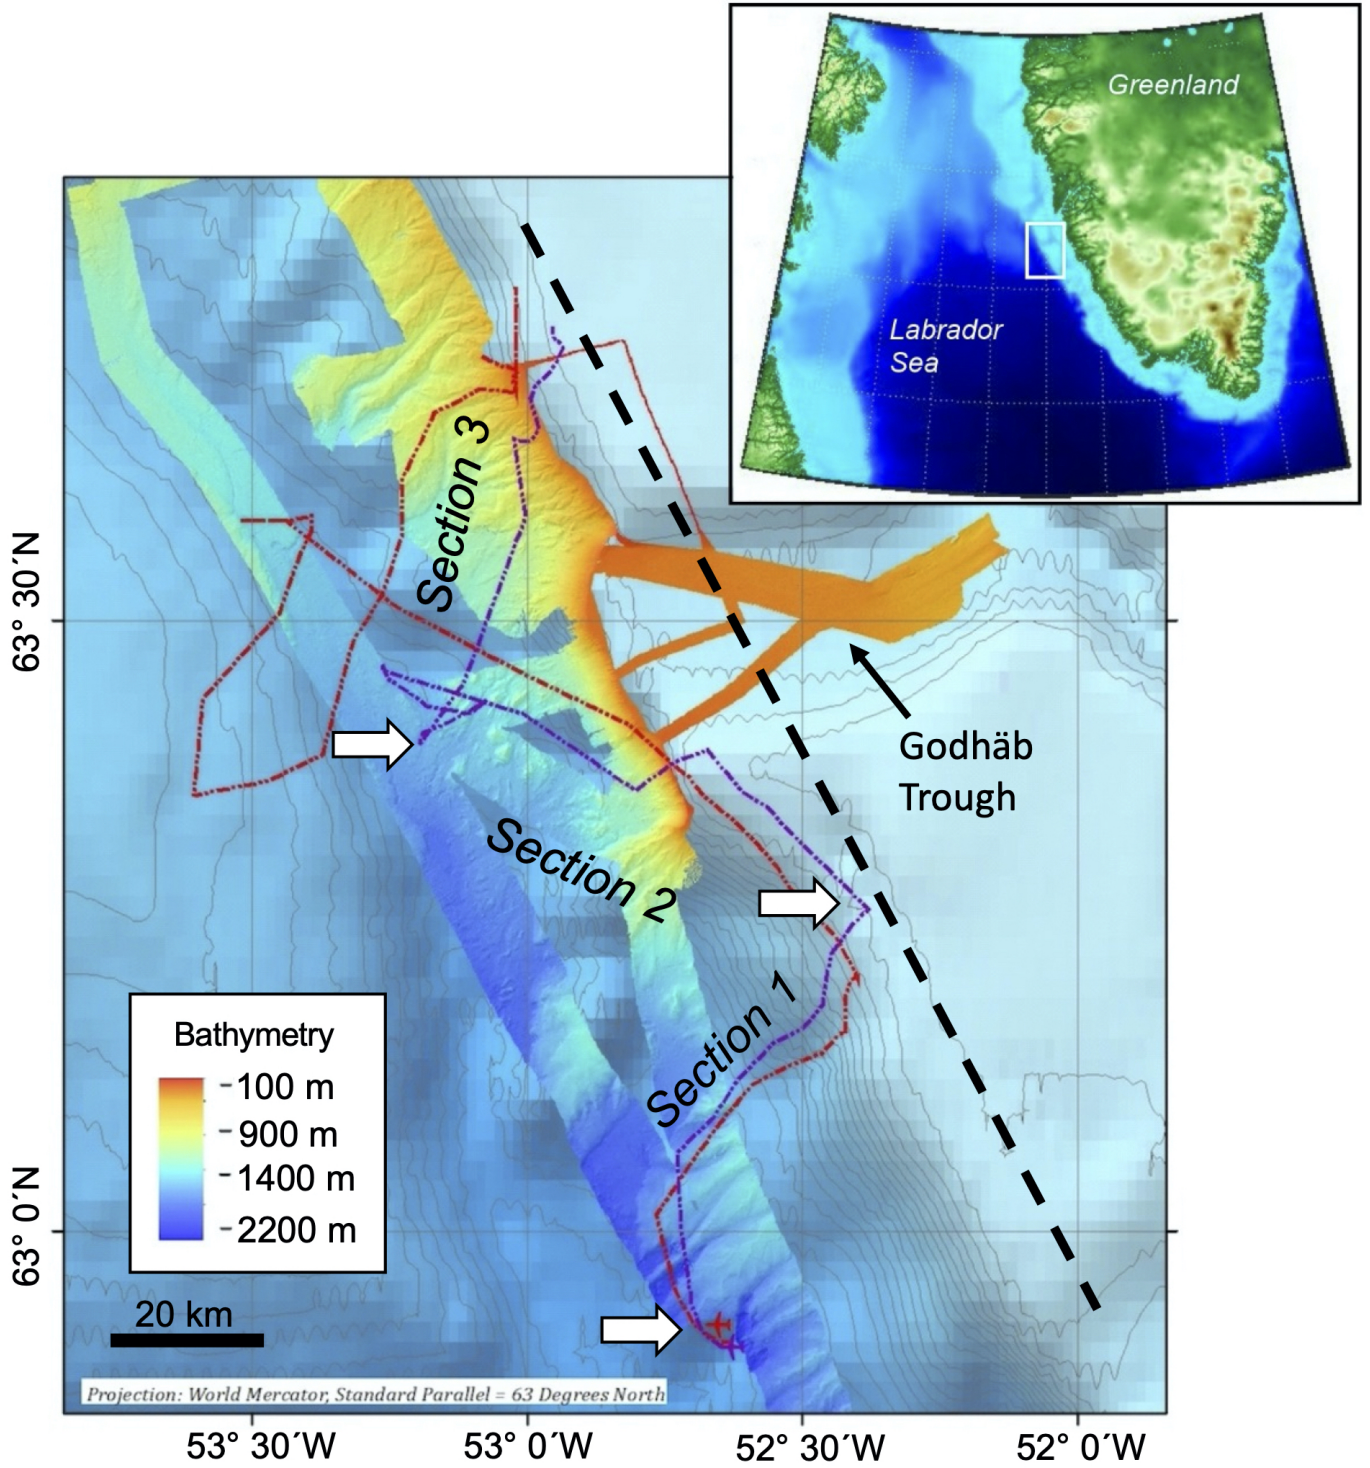 Greenland
Labrador
Sea
Section 3
63° 30´N
Godhäb
Trough
Section 2
Section 1
Bathymetry
100 m
900 m
1400 m
2200 m
63° 0´N
20 km
Projection: World Mercator, Standard Parallel = 63 Degrees North
53° 30´W
53° 0´W
52° 30´W
52° 0´W